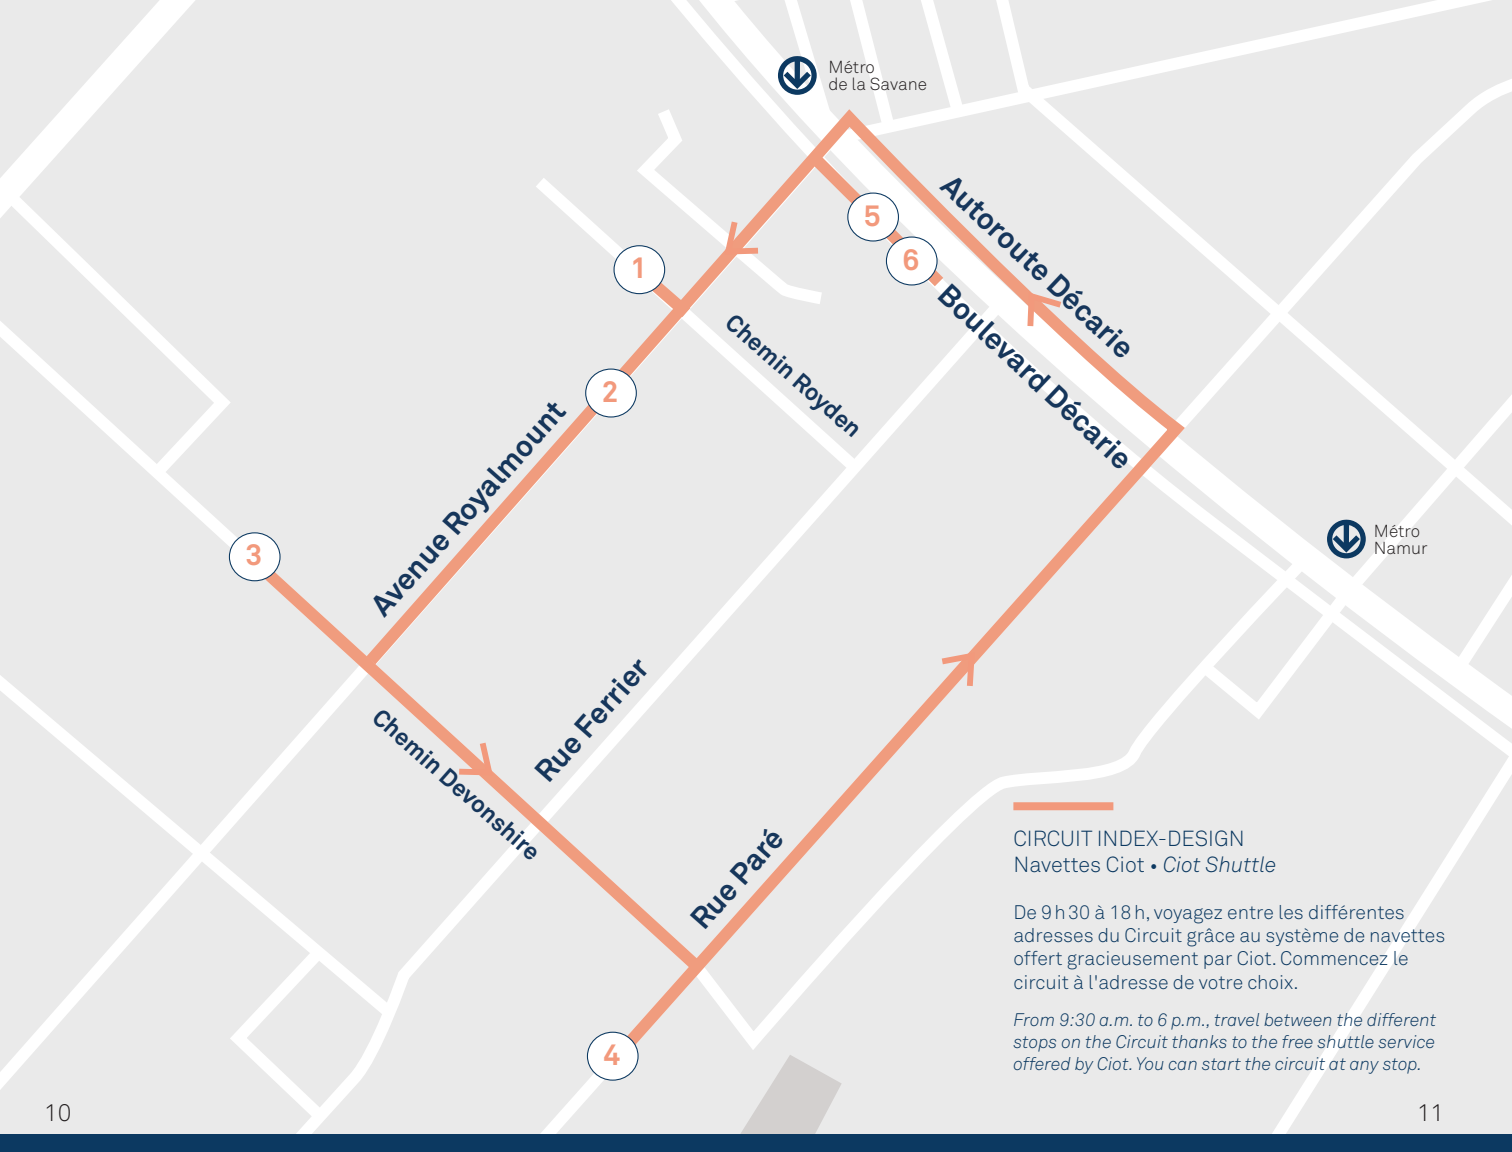 Métro
de la Savane
Autoroute Décarie
5
6
1
Boulevard Décarie
Chemin Royden
2
Avenue Royalmount
3
Métro
Namur
Rue Ferrier
Chemin Devonshire
Rue Paré
4
CIRCUIT INDEX-DESIGN
Navettes Ciot • Ciot Shuttle
De 9 h 30 à 18 h, voyagez entre les différentes
adresses du Circuit grâce au système de navettes
offert gracieusement par Ciot. Commencez le
circuit à l'adresse de votre choix.
From 9:30 a.m. to 6 p.m., travel between the different
stops on the Circuit thanks to the free shuttle service
offered by Ciot. You can start the circuit at any stop.
10
11